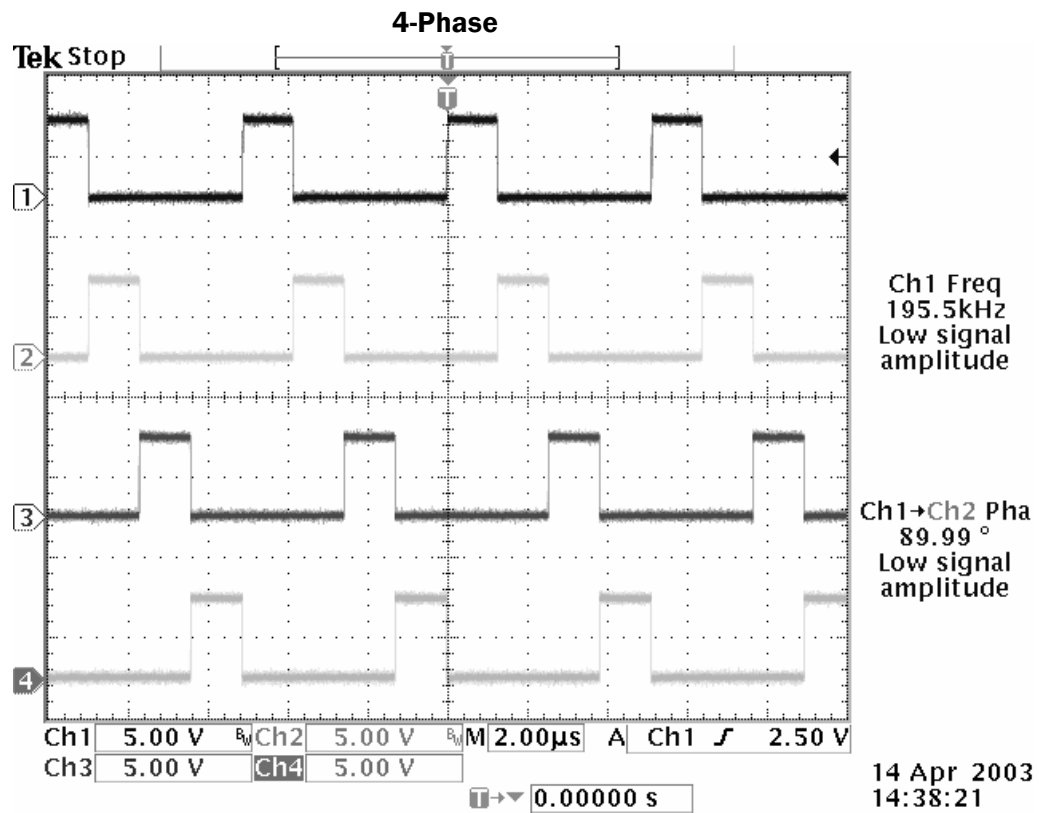 4-Phase
Tek Stop
T
T
1
2
3
4
Ch1 Freq
195.5kHz
Low signal
amplitude
Ch1→Ch2 Pha
89.99 °
Low signal
amplitude
Ch1 5.00 V BW Ch2 5.00 V BW M 2.00µs A Ch1 2.50 V
Ch3 5.00 V Ch4 5.00 V
T→▼ 0.00000 s
14 Apr 2003
14:38:21